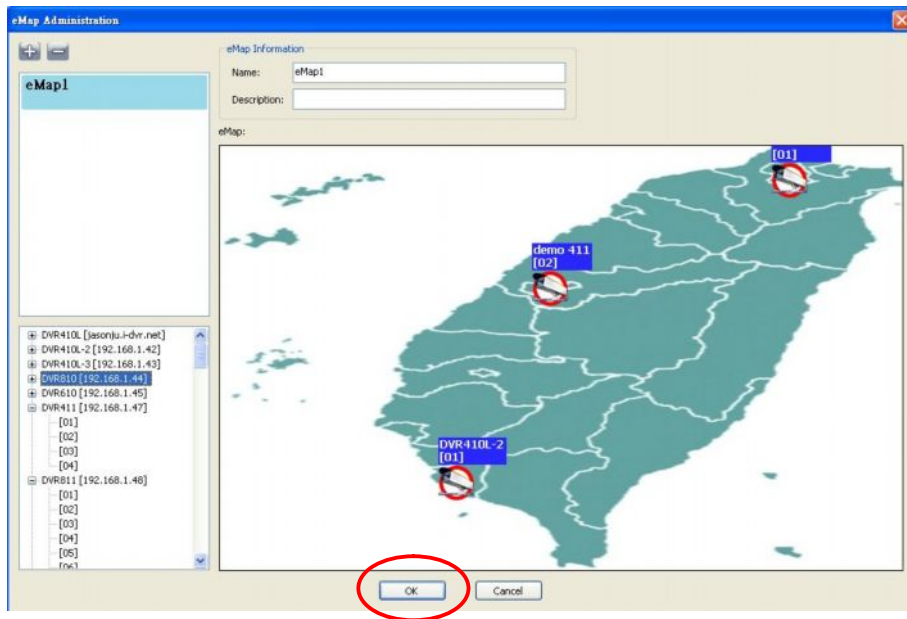 eMap Administration
eMap1
eMap Information
Name:
eMap1
Description:
eMap:
[01]
demo 411
[02]
DVR410L-2
[01]
DVR410L [jasonju.i-dvr.net]
DVR410L-2 [192.168.1.42]
DVR410L-3 [192.168.1.43]
DVR810 [192.168.1.44]
DVR610 [192.168.1.45]
DVR411 [192.168.1.47]
[01]
[02]
[03]
[04]
DVR811 [192.168.1.48]
[01]
[02]
[03]
[04]
[05]
[06]
OK
Cancel